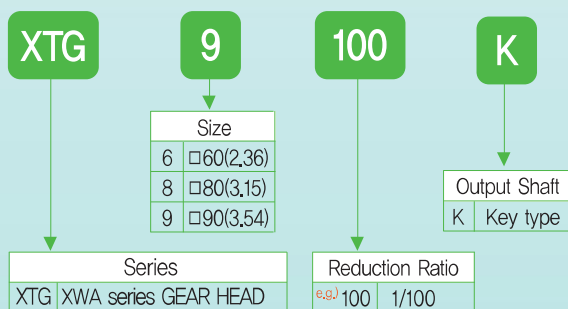 XTG 9 100 K
Size
6 □60(2.36)
8 □80(3.15)
9 □90(3.54)
Output Shaft
K Key type
Series
XTG XWA series GEAR HEAD
Reduction Ratio
e.g.) 100 1/100